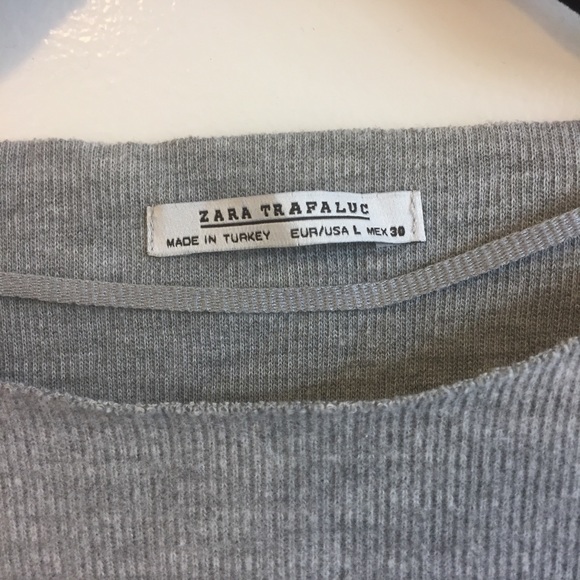 ZARA TRAFALUC
MADE IN TURKEY EUR/USA L MEX 30